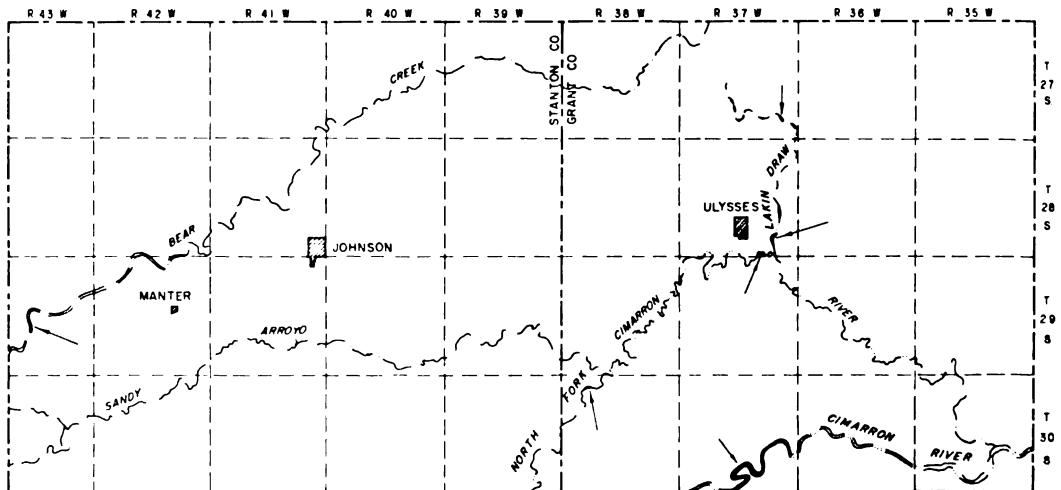 R 43 W
R 42 W
R 41 W
R 40 W
R 39 W
R 38 W
R 37 W
R 36 W
R 35 W
STANTON CO
GRANT CO
CREEK
T
27
S
DRAW
LAKIN
ULYSSES
T
28
S
BEAR
JOHNSON
MANTER
CIMARRON
RIVER
T
29
S
ARROYO
SANDY
FORK
NORTH
CIMARRON
RIVER
T
30
S